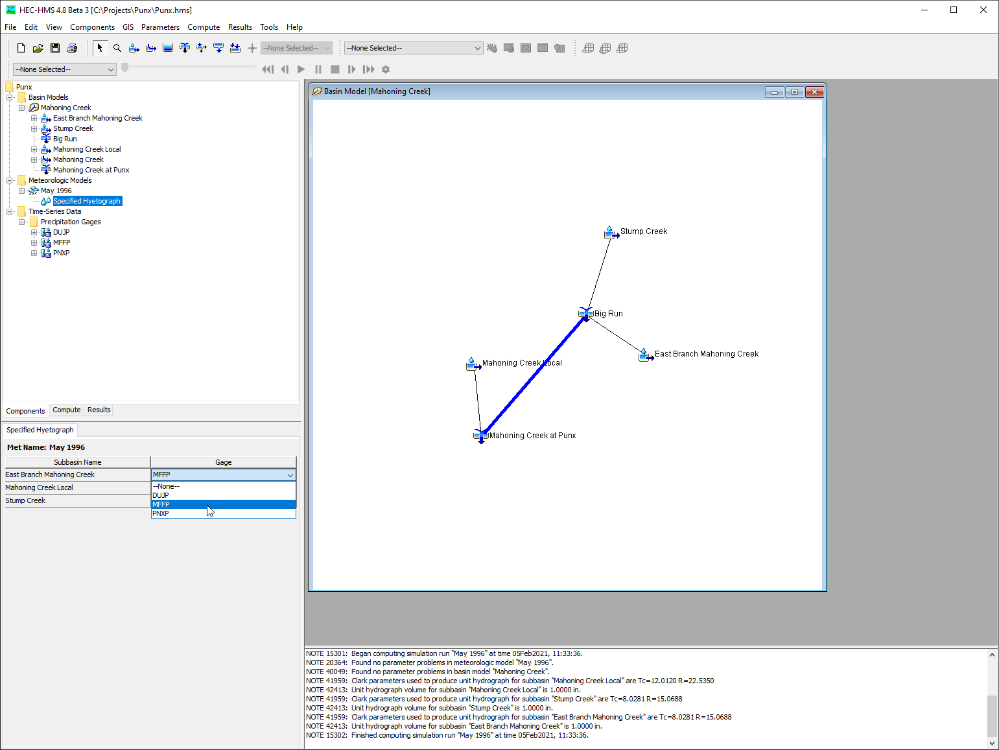 HEC-HMS 4.8 Beta 3 [C:\Projects\Punx\Punx.hms]
File Edit View Components GIS Parameters Compute Results Tools Help
--None Selected-- --None Selected--
--None Selected--
Punx
Basin Models
Mahoning Creek
East Branch Mahoning Creek
Stump Creek
Big Run
Mahoning Creek Local
Mahoning Creek
Mahoning Creek at Punx
Meteorologic Models
May 1996
Specified Hyetograph
Time-Series Data
Precipitation Gages
DUJP
MFFP
PNXP
Components Compute Results
Specified Hyetograph
Met Name: May 1996
Subbasin Name Gage
East Branch Mahoning Creek MFFP
Mahoning Creek Local
Stump Creek
--None--
DUJP
MFFP
PNXP
Basin Model [Mahoning Creek]
Stump Creek
Big Run
East Branch Mahoning Creek
Mahoning Creek Local
Mahoning Creek at Punx
NOTE 15301: Began computing simulation run "May 1996" at time 05Feb2021, 11:33:36.
NOTE 20364: Found no parameter problems in meteorologic model "May 1996".
NOTE 40049: Found no parameter problems in basin model "Mahoning Creek".
NOTE 41959: Clark parameters used to produce unit hydrograph for subbasin "Mahoning Creek Local" are Tc=12.0120 R=22.5350
NOTE 42413: Unit hydrograph volume for subbasin "Mahoning Creek Local" is 1.0000 in.
NOTE 41959: Clark parameters used to produce unit hydrograph for subbasin "Stump Creek" are Tc=8.0281 R=15.0688
NOTE 42413: Unit hydrograph volume for subbasin "Stump Creek" is 1.0000 in.
NOTE 41959: Clark parameters used to produce unit hydrograph for subbasin "East Branch Mahoning Creek" are Tc=8.0281 R=15.0688
NOTE 42413: Unit hydrograph volume for subbasin "East Branch Mahoning Creek" is 1.0000 in.
NOTE 15302: Finished computing simulation run "May 1996" at time 05Feb2021, 11:33:36.